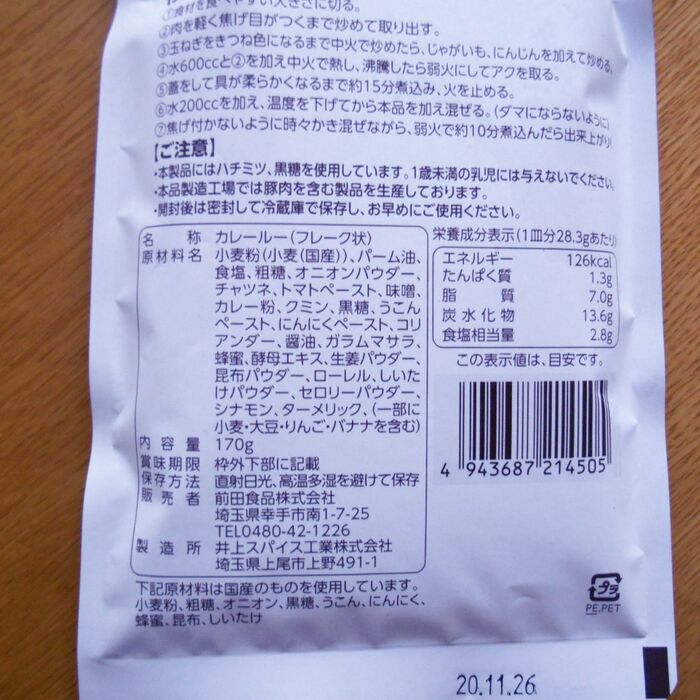 ①食材を食べやすい大きさに切る。
②肉を軽く焦げ目がつくまで炒めて取り出す。
③玉ねぎをきつね色になるまで中火で炒めたら、じゃがいも、にんじんを加えて炒める。
④水600ccと②を加え中火で熱し、沸騰したら弱火にしてアクを取る。
⑤蓋をして具が柔らかくなるまで約15分煮込み、火を止める。
⑥水200ccを加え、温度を下げてから本品を加え混ぜる。(ダマにならないように)
⑦焦げ付かないように時々かき混ぜながら、弱火で約10分煮込んだら出来上がり!
【ご注意】
・本製品にはハチミツ、黒糖を使用しています。1歳未満の乳児には与えないでください。
・本品製造工場では豚肉を含む製品を生産しております。
・開封後は密封して冷蔵庫で保存し、お早めにご使用ください。
名称 カレールー(フレーク状)
原材料名 小麦粉(小麦(国産))、パーム油、
食塩、粗糖、オニオンパウダー、
チャツネ、トマトペースト、味噌、
カレー粉、クミン、黒糖、うこん
ペースト、にんにくペースト、コリ
アンダー、醤油、ガラムマサラ、
蜂蜜、酵母エキス、生姜パウダー、
昆布パウダー、ローレル、しいた
けパウダー、セロリーパウダー、
シナモン、ターメリック、(一部に
小麦・大豆・りんご・バナナを含む)
内容量 170g
賞味期限 枠外下部に記載
保存方法 直射日光、高温多湿を避けて保存
販売者 前田食品株式会社
埼玉県幸手市南1-7-25
TEL0480-42-1226
製造所 井上スパイス工業株式会社
埼玉県上尾市上野491-1
下記原材料は国産のものを使用しています。
小麦粉、粗糖、オニオン、黒糖、うこん、にんにく、
蜂蜜、昆布、しいたけ
栄養成分表示(1皿分28.3gあたり)
エネルギー 126kcal
たんぱく質 1.3g
脂質 7.0g
炭水化物 13.6g
食塩相当量 2.8g
この表示値は、目安です。
4 943687 214505
プラ
PE.PET
20.11.26